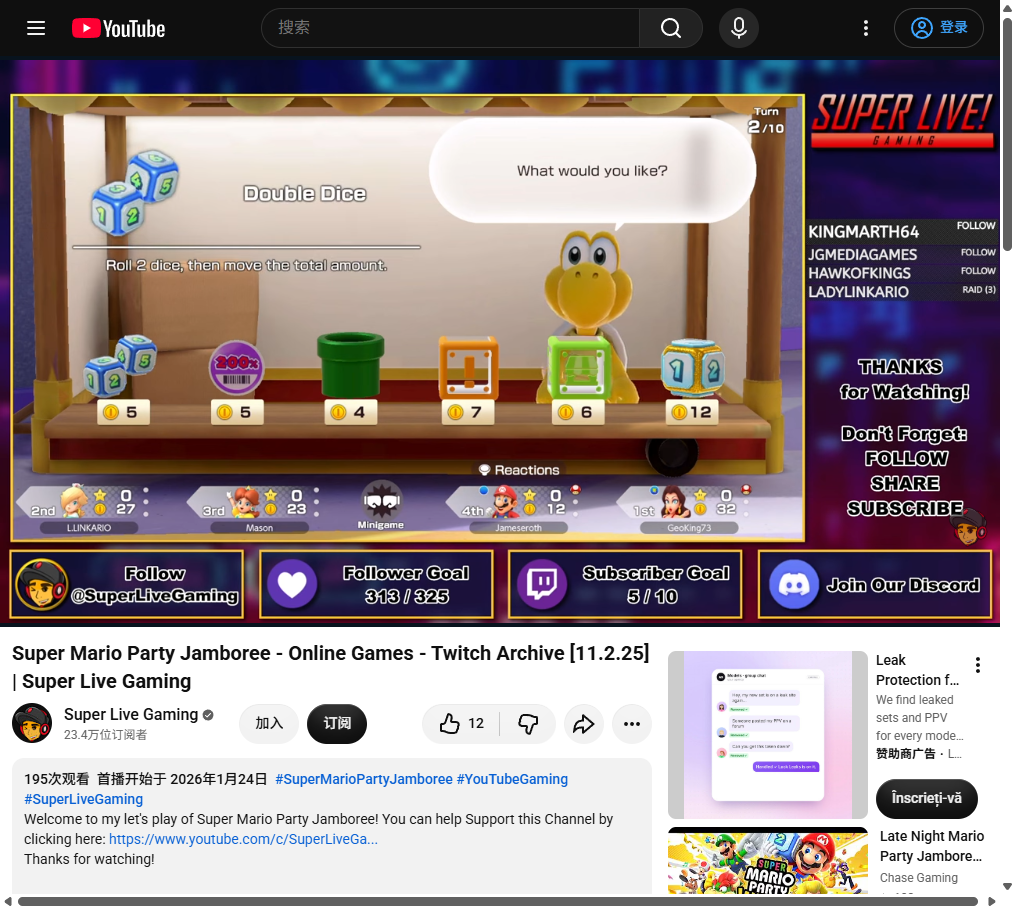 YouTube
搜索
登录
Turn
2/10
What would you like?
Double Dice
Roll 2 dice, then move the total amount.
200%
5
5
4
7
6
12
Reactions
2nd
0
27
L.LINKARIO
3rd
0
23
Mason
Minigame
4th
0
12
Jameseroth
1st
0
32
GeoKing73
SUPER LIVE!
GAMING
KINGMARTH64 FOLLOW
JGMEDIAGAMES FOLLOW
HAWKOFKINGS FOLLOW
LADYLINKARIO RAID (3)
THANKS
for Watching!
Don't Forget:
FOLLOW
SHARE
SUBSCRIBE
Follow
@SuperLiveGaming
Follower Goal
313 / 325
Subscriber Goal
5 / 10
Join Our Discord
Super Mario Party Jamboree - Online Games - Twitch Archive [11.2.25]
| Super Live Gaming
Super Live Gaming
23.4万位订阅者
加入
订阅
12
195次观看 首播开始于 2026年1月24日 #SuperMarioPartyJamboree #YouTubeGaming
#SuperLiveGaming
Welcome to my let's play of Super Mario Party Jamboree! You can help Support this Channel by
clicking here: https://www.youtube.com/c/SuperLiveGa...
Thanks for watching!
Models - group chat
Leak
Protection f...
We find leaked
sets and PPV
for every mode...
赞助商广告 · L...
Înscrieți-vă
SUPER
MARIO
PARTY
Late Night Mario
Party Jambore...
Chase Gaming